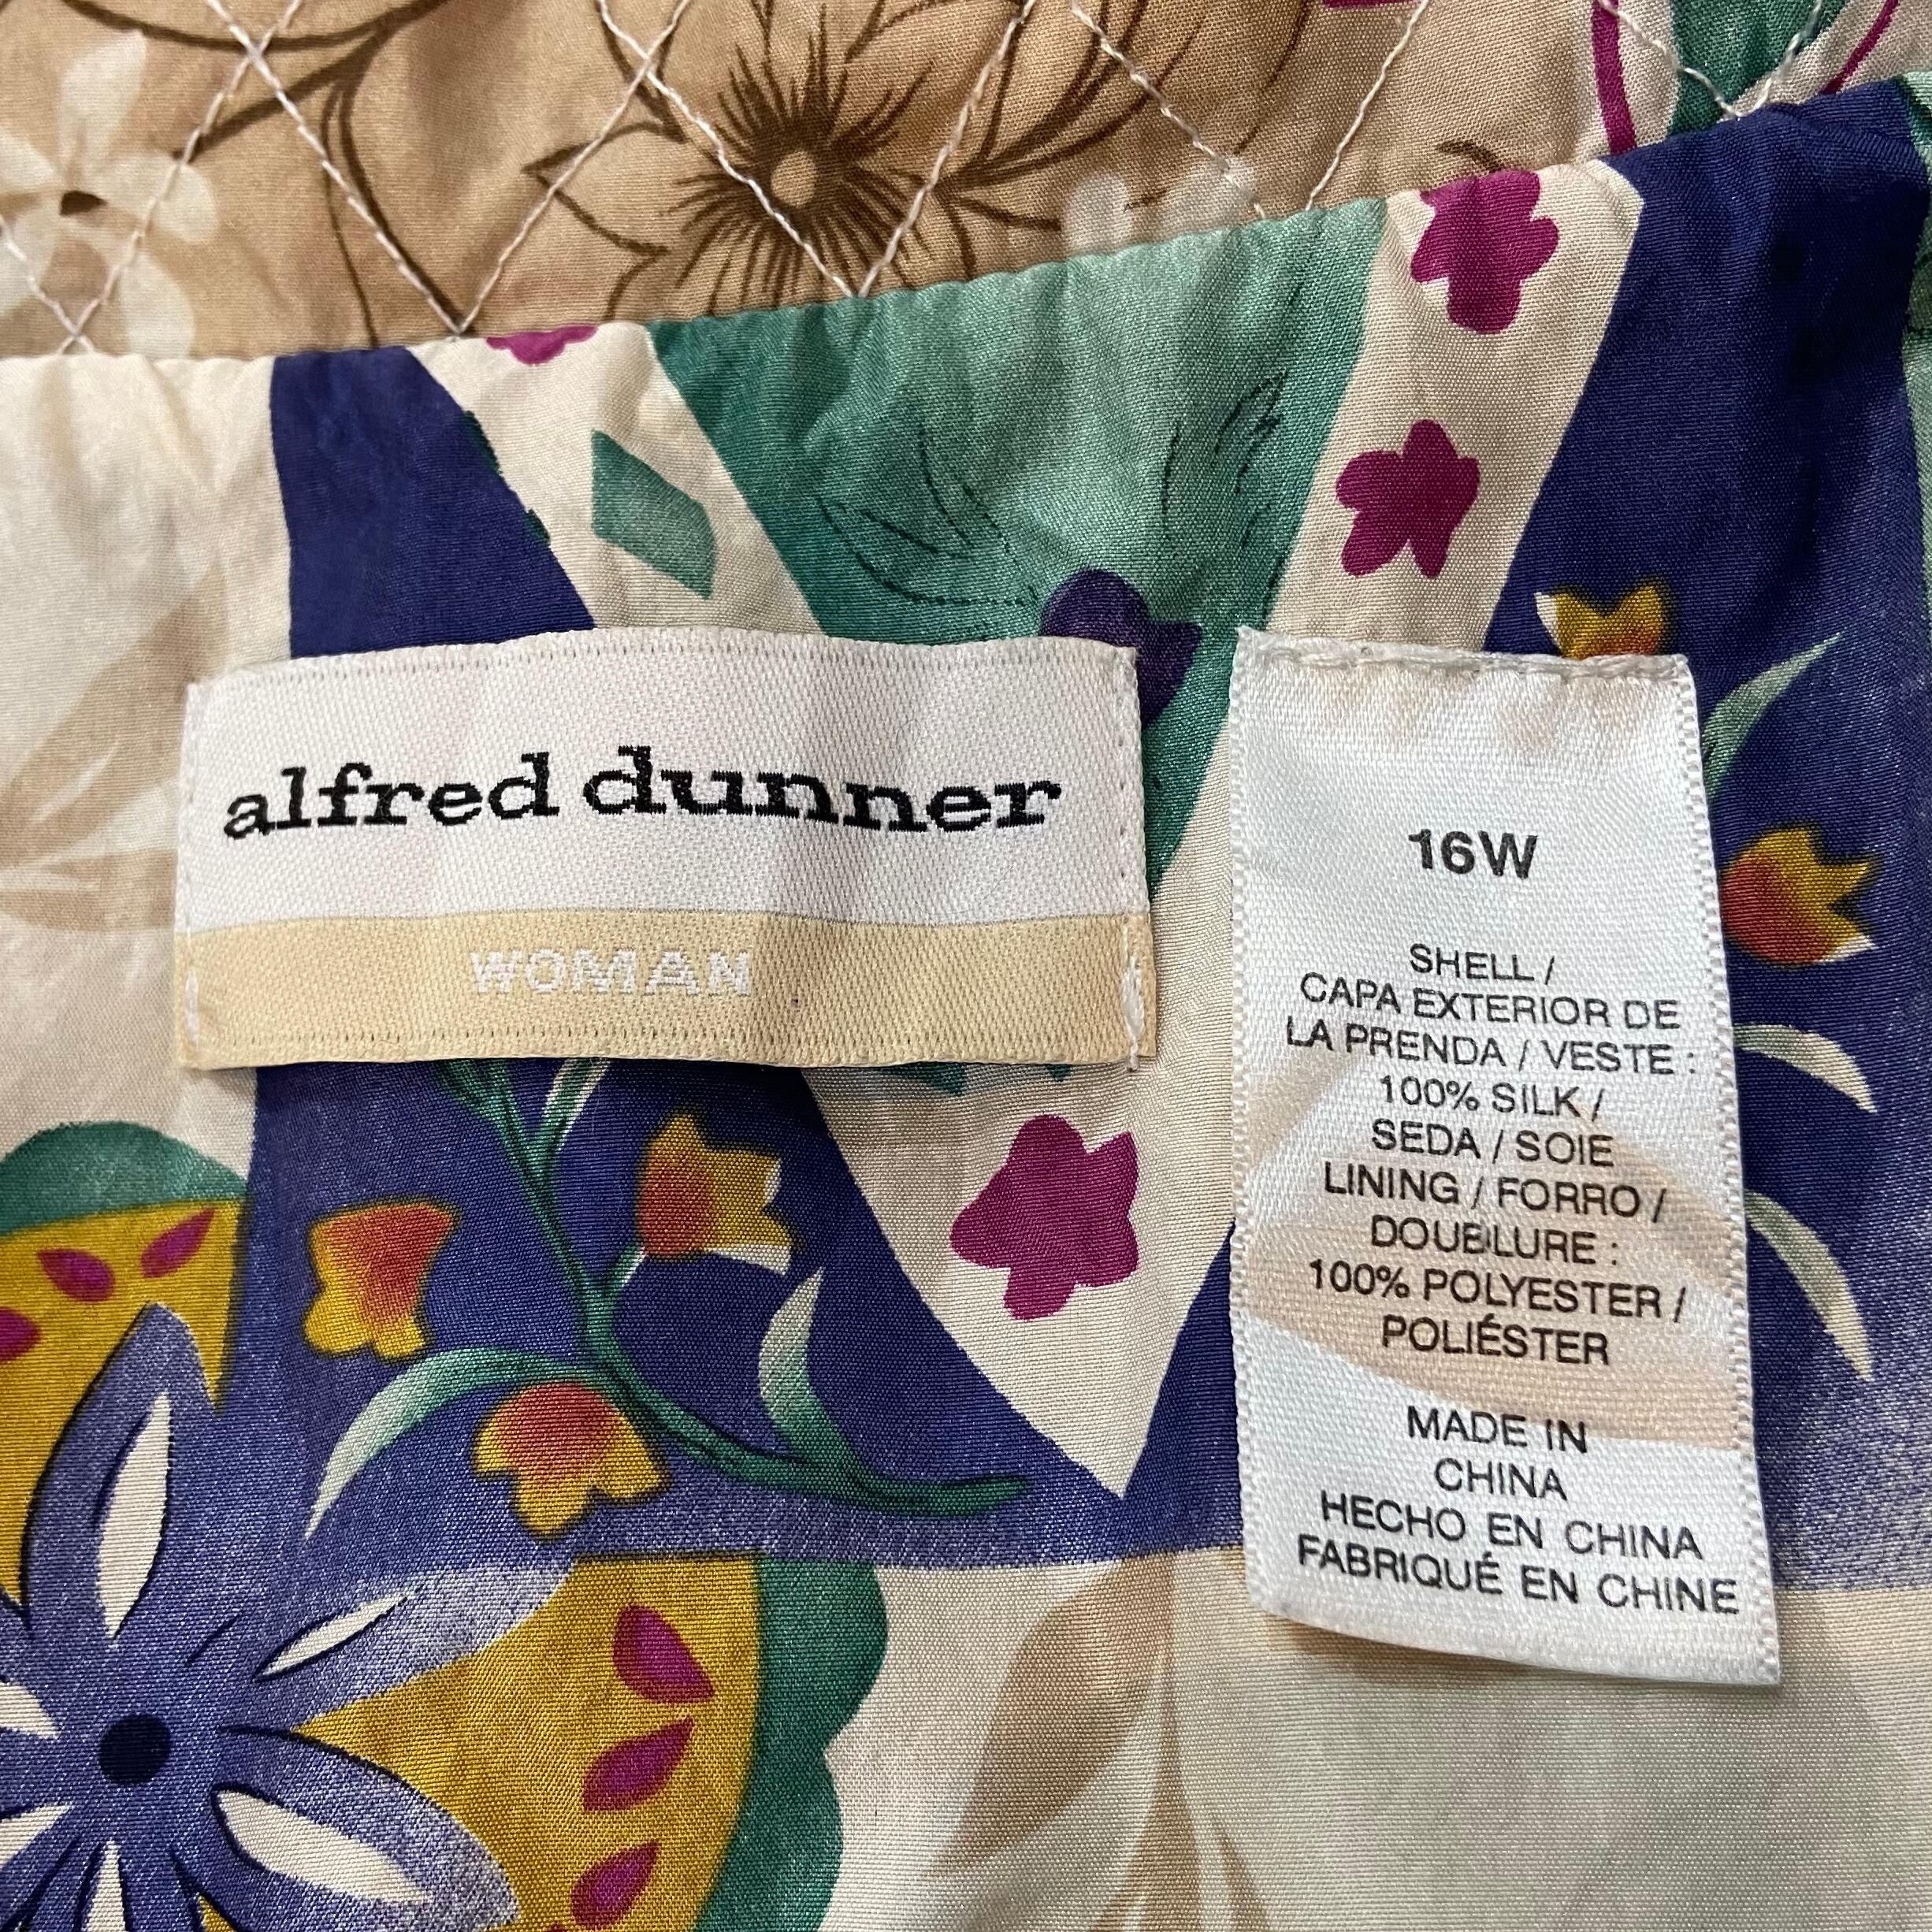 alfred dunner
WOMAN
16W
SHELL /
CAPA EXTERIOR DE
LA PRENDA / VESTE :
100% SILK /
SEDA / SOIE
LINING / FORRO /
DOUBLURE :
100% POLYESTER /
POLIÉSTER
MADE IN
CHINA
HECHO EN CHINA
FABRIQUÉ EN CHINE